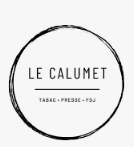 LE CALUMET
TABAC • PRESSE • FDJ